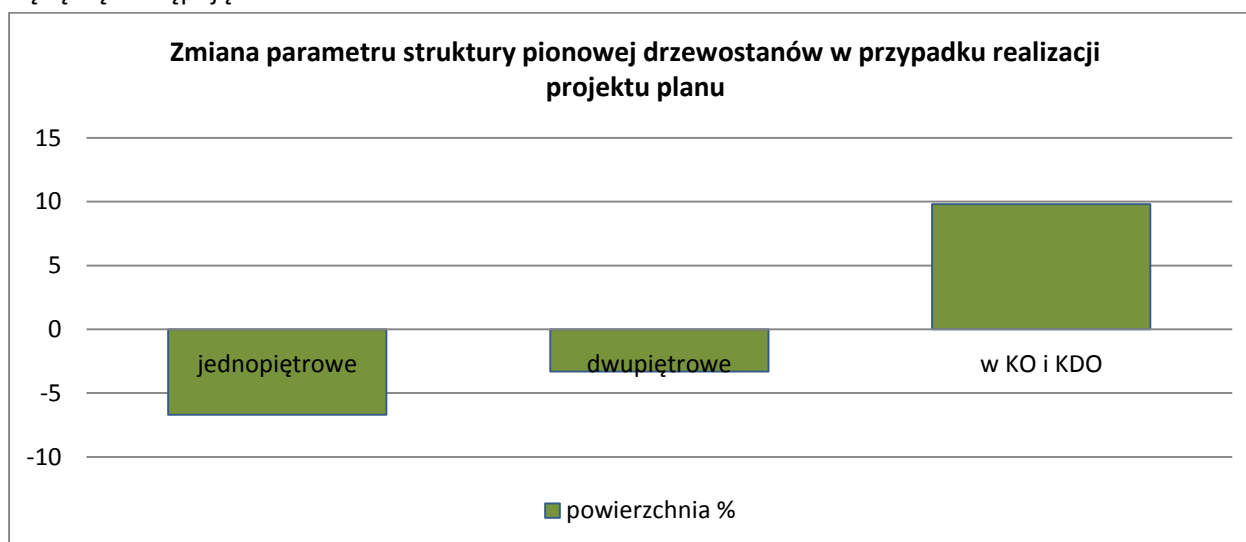 Zmiana parametru struktury pionowej drzewostanów w przypadku realizacji
projektu planu
15
10
5
0
-5
-10
jednopiętrowe
dwupiętrowe
w KO i KDO
powierzchnia %